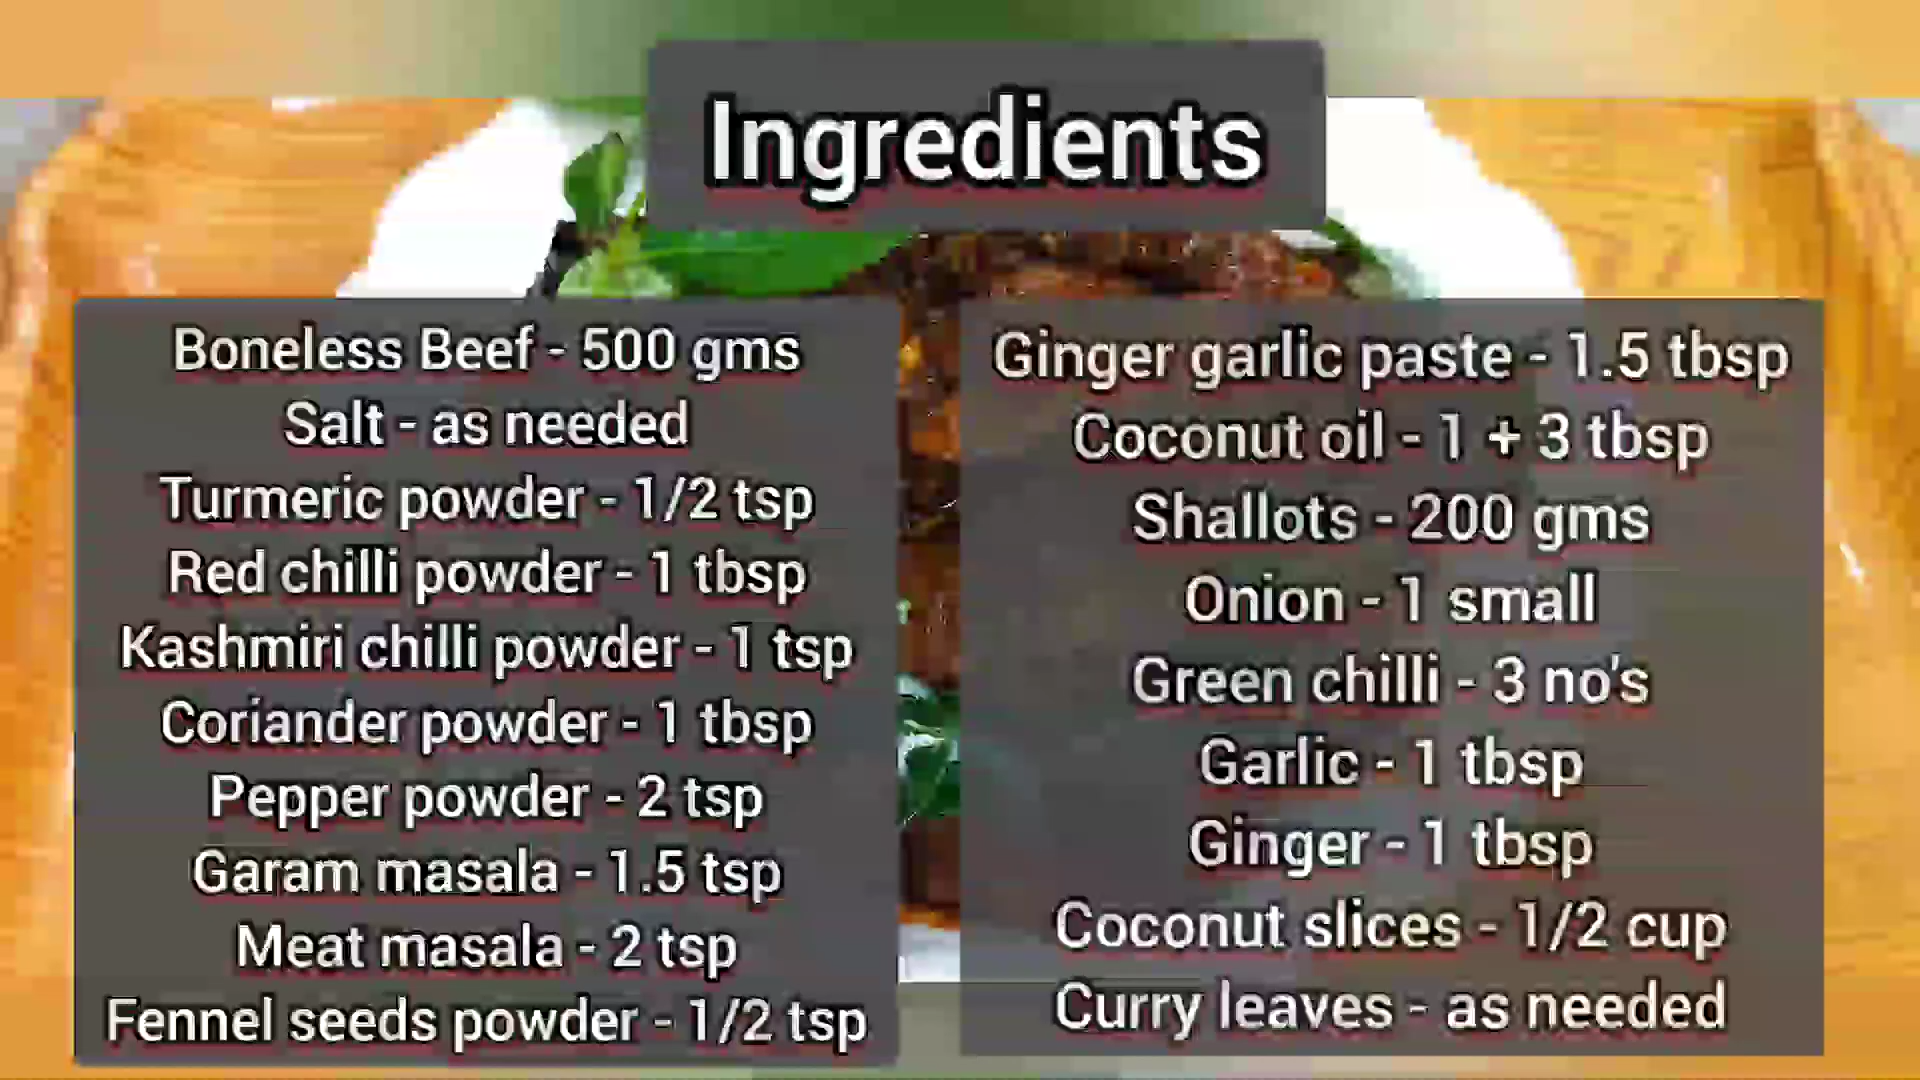 Ingredients
Boneless Beef - 500 gms
Salt - as needed
Turmeric powder - 1/2 tsp
Red chilli powder - 1 tbsp
Kashmiri chilli powder - 1 tsp
Coriander powder - 1 tbsp
Pepper powder - 2 tsp
Garam masala - 1.5 tsp
Meat masala - 2 tsp
Fennel seeds powder - 1/2 tsp
Ginger garlic paste - 1.5 tbsp
Coconut oil - 1 + 3 tbsp
Shallots - 200 gms
Onion - 1 small
Green chilli - 3 no's
Garlic - 1 tbsp
Ginger - 1 tbsp
Coconut slices - 1/2 cup
Curry leaves - as needed